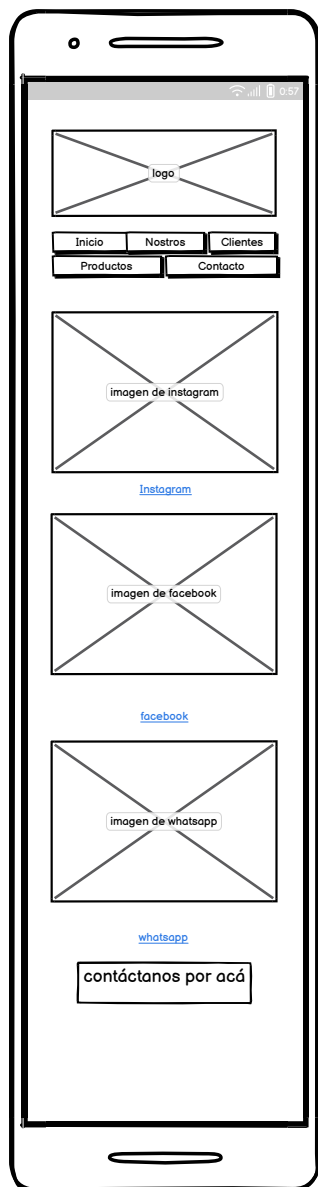 0:57
logo
Inicio Nostros Clientes
Productos Contacto
imagen de instagram
Instagram
imagen de facebook
facebook
imagen de whatsapp
whatsapp
contáctanos por acá